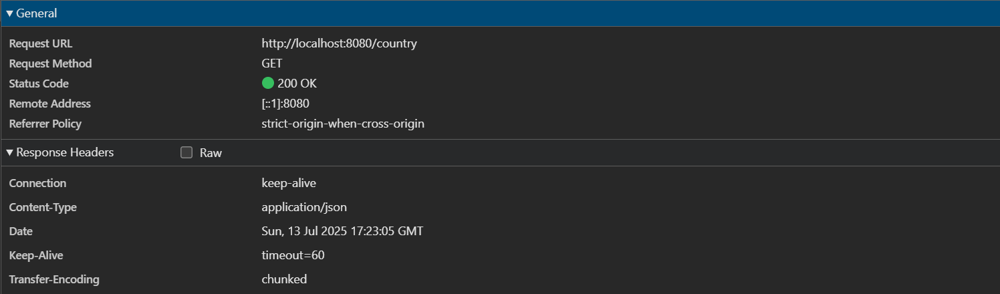 General
Request URL http://localhost:8080/country
Request Method GET
Status Code 200 OK
Remote Address [::1]:8080
Referrer Policy strict-origin-when-cross-origin
Response Headers Raw
Connection keep-alive
Content-Type application/json
Date Sun, 13 Jul 2025 17:23:05 GMT
Keep-Alive timeout=60
Transfer-Encoding chunked